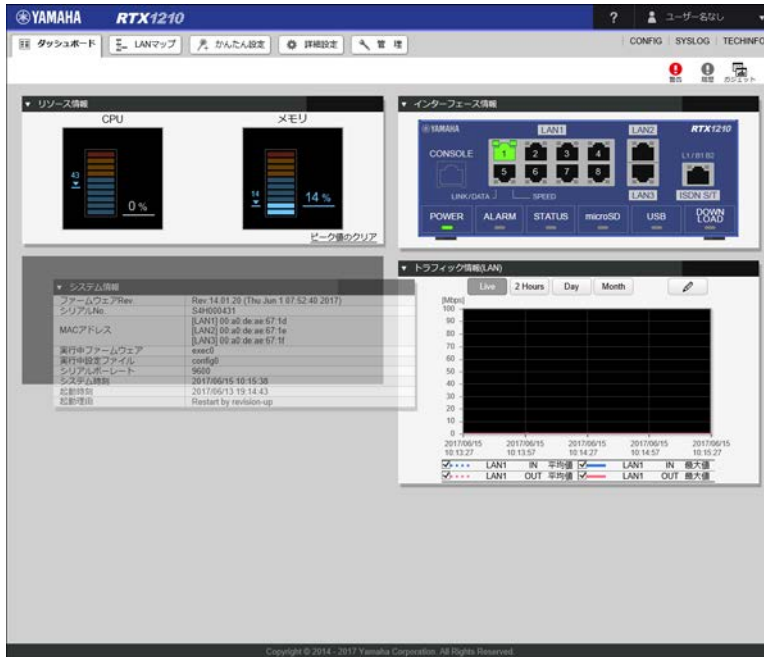 YAMAHA RTX1210 ? ユーザー名なし
ダッシュボード LANマップ かんたん設定 詳細設定 管 理 CONFIG SYSLOG TECHINFO
警告 履歴 ガジェット
リソース情報
CPU メモリ
43 0 %
14 14 %
ピーク値のクリア
インターフェース情報
YAMAHA LAN1 LAN2 RTX1210
CONSOLE 1 2 3 4 L1 / B1 B2
5 6 7 8
LINK/DATA SPEED LAN3 ISDN S/T
POWER ALARM STATUS microSD USB DOWN LOAD
システム情報
ファームウェアRev. Rev.14.01.20 (Thu Jun 1 07:52:40 2017)
シリアルNo. S4H000431
MACアドレス [LAN1] 00:a0:de:ae:67:1d
[LAN2] 00:a0:de:ae:67:1e
[LAN3] 00:a0:de:ae:67:1f
実行中ファームウェア exec0
実行中設定ファイル config0
シリアルボーレート 9600
システム時刻 2017/06/15 10:15:38
起動時刻 2017/06/13 19:14:43
起動理由 Restart by revision-up
トラフィック情報(LAN)
Live 2 Hours Day Month
[Mbps]
100
90
80
70
60
50
40
30
20
10
0
2017/06/15 2017/06/15 2017/06/15 2017/06/15 2017/06/15
10:13:27 10:13:57 10:14:27 10:14:57 10:15:27
LAN1 IN 平均値 LAN1 IN 最大値
LAN1 OUT 平均値 LAN1 OUT 最大値
Copyright © 2014 - 2017 Yamaha Corporation. All Rights Reserved.